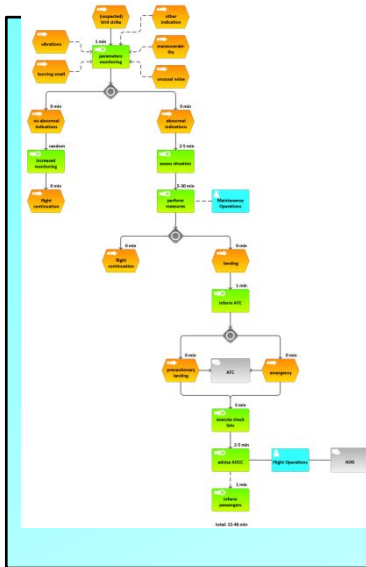 (suspected)
bird strike
other
indication
vibrations
1 min
parameters
monitoring
maneuverabi-
lity
burning smell
unusual noise
0 min
no abnormal
indications
0 min
abnormal
indications
random
increased
monitoring
2-5 min
assess situation
0 min
flight
continuation
5-30 min
perform
measures
Maintenance
Operations
0 min
flight
continuation
0 min
landing
1 min
inform ATC
0 min
precautionary
landing
ATC
0 min
emergency
4 min
execute check
lists
2-5 min
advise AOCC
Flight Operations
AOG
1 min
inform
passengers
total: 15-46 min